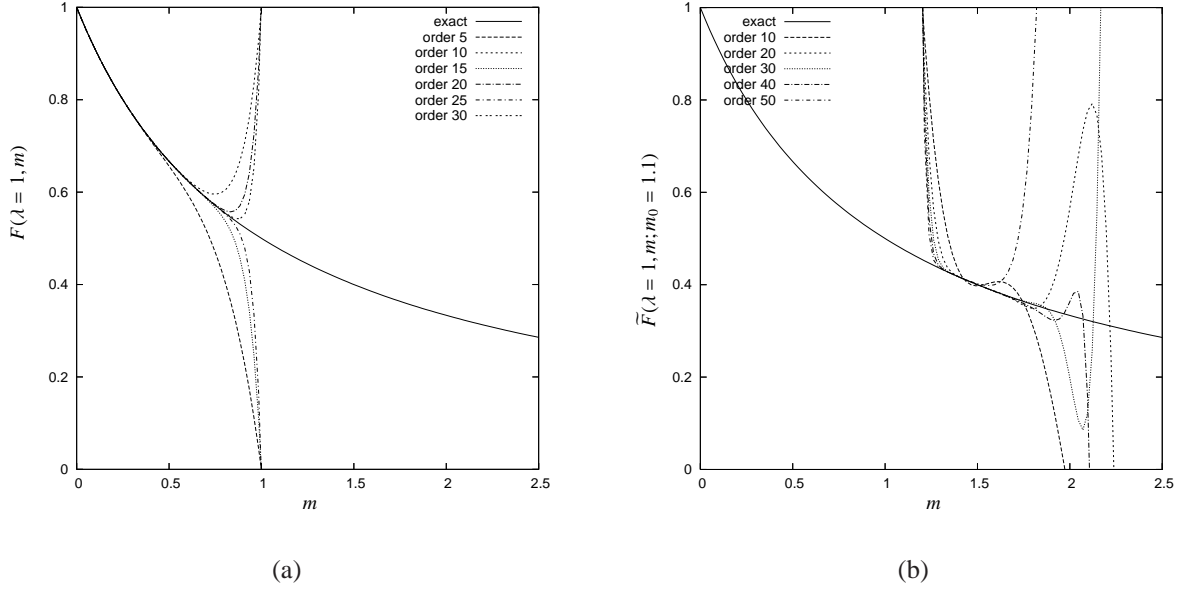 F(λ = 1, m)
1
0.8
0.6
0.4
0.2
0
0
0.5
1
1.5
2
2.5
m
exact
order 5
order 10
order 15
order 20
order 25
order 30
(a)
F̃(λ = 1, m; m₀ = 1.1)
1
0.8
0.6
0.4
0.2
0
0
0.5
1
1.5
2
2.5
m
exact
order 10
order 20
order 30
order 40
order 50
(b)